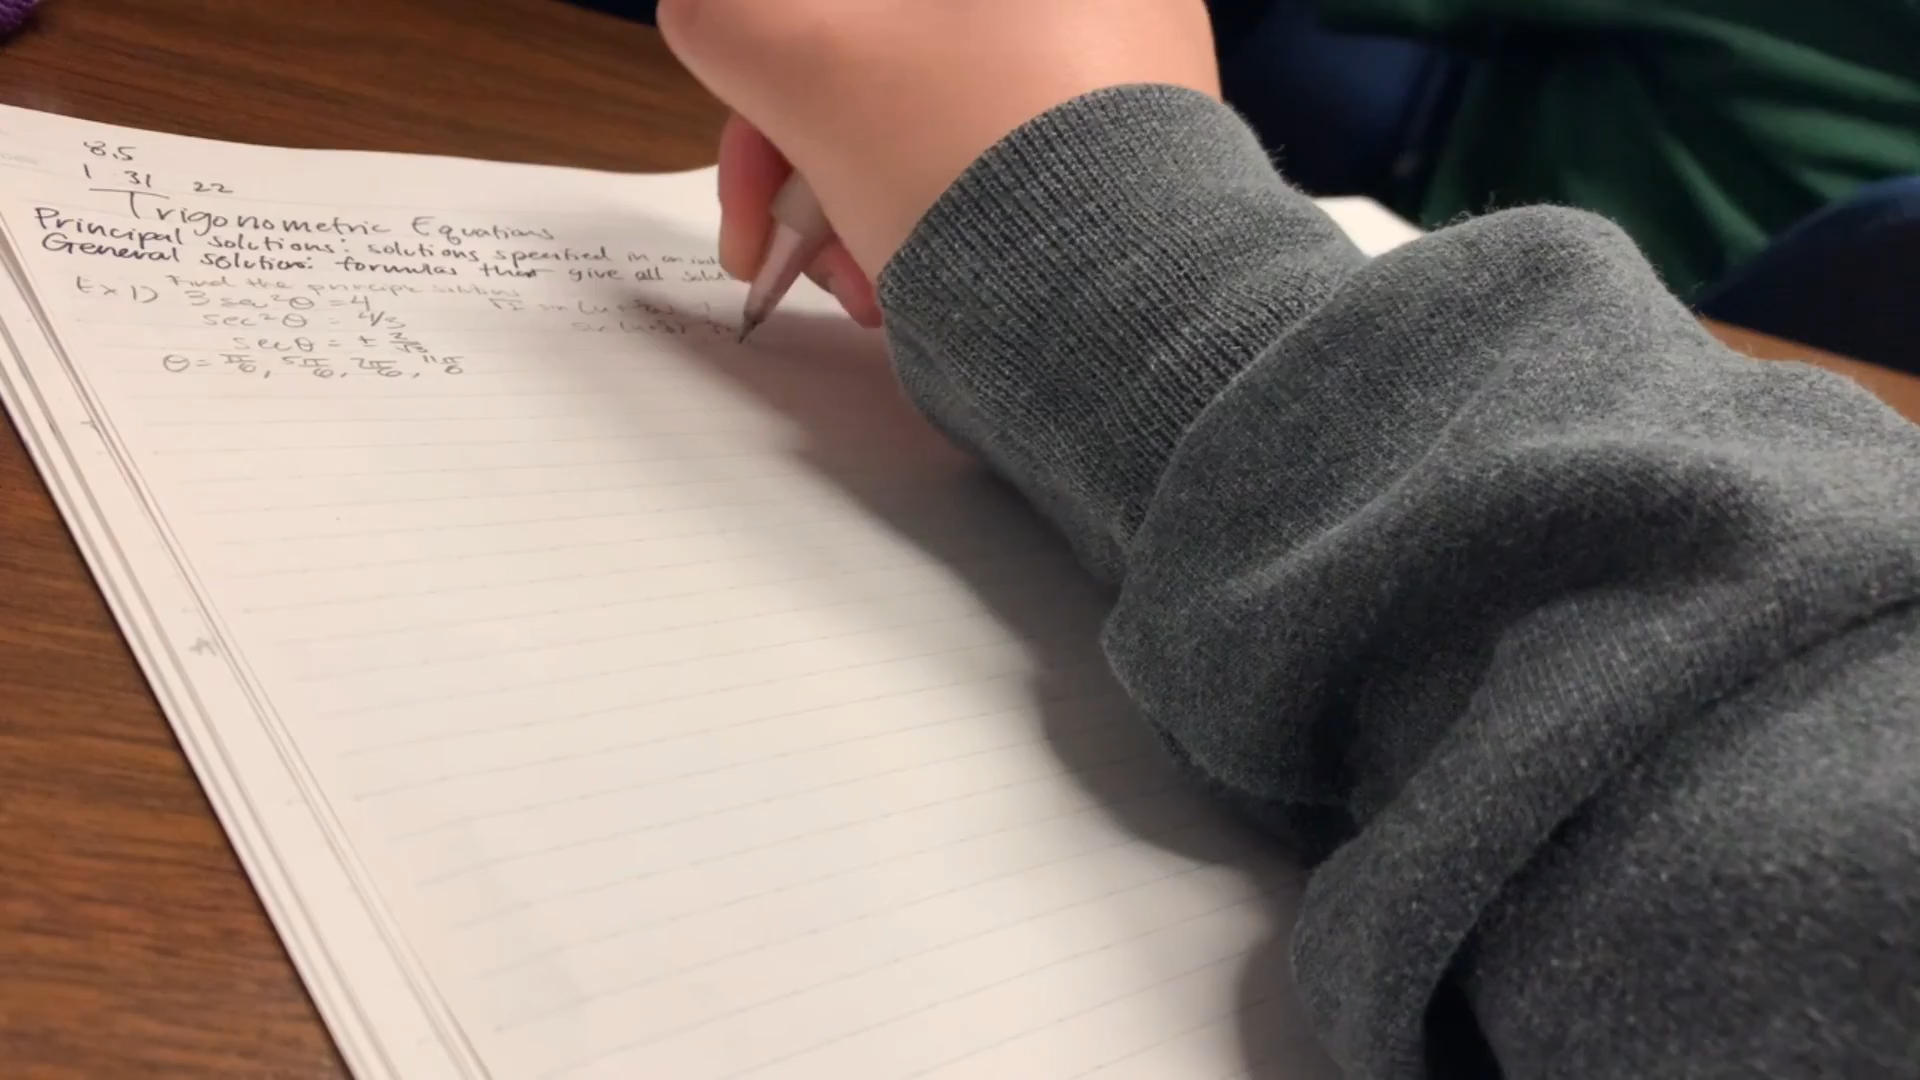 8.5
1 31 22
Trigonometric Equations
Principal solutions: solutions specified in an
General solution: formulas that give all
Ex 1) Find the principle solutions
3 sec²θ = 4
sec²θ = 4/3
secθ = ± 2/√3
θ = π/6, 5π/6, 7π/6, 11π/6